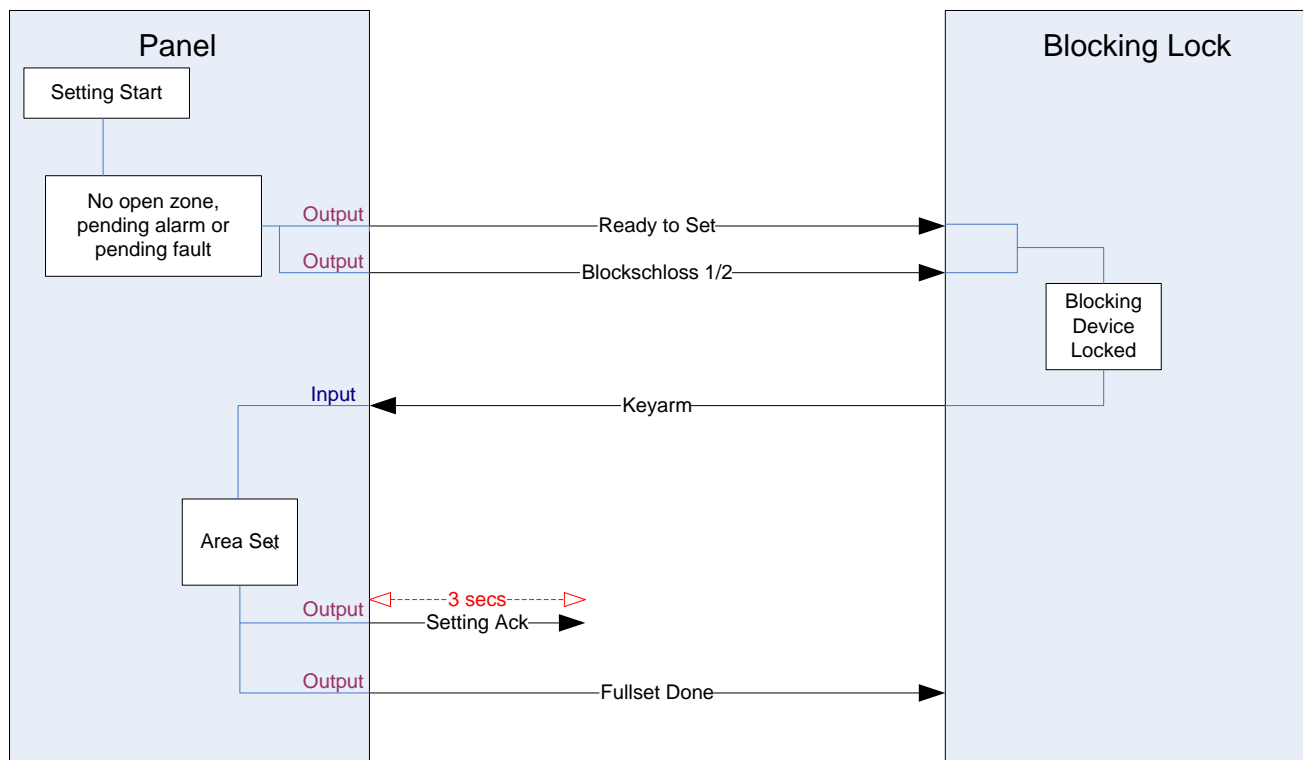 Panel
Blocking Lock
Setting Start
No open zone,
pending alarm or
pending fault
Output
Ready to Set
Output
Blockschloss 1/2
Blocking
Device
Locked
Input
Keyarm
Area Set
3 secs
Output
Setting Ack
Output
Fullset Done